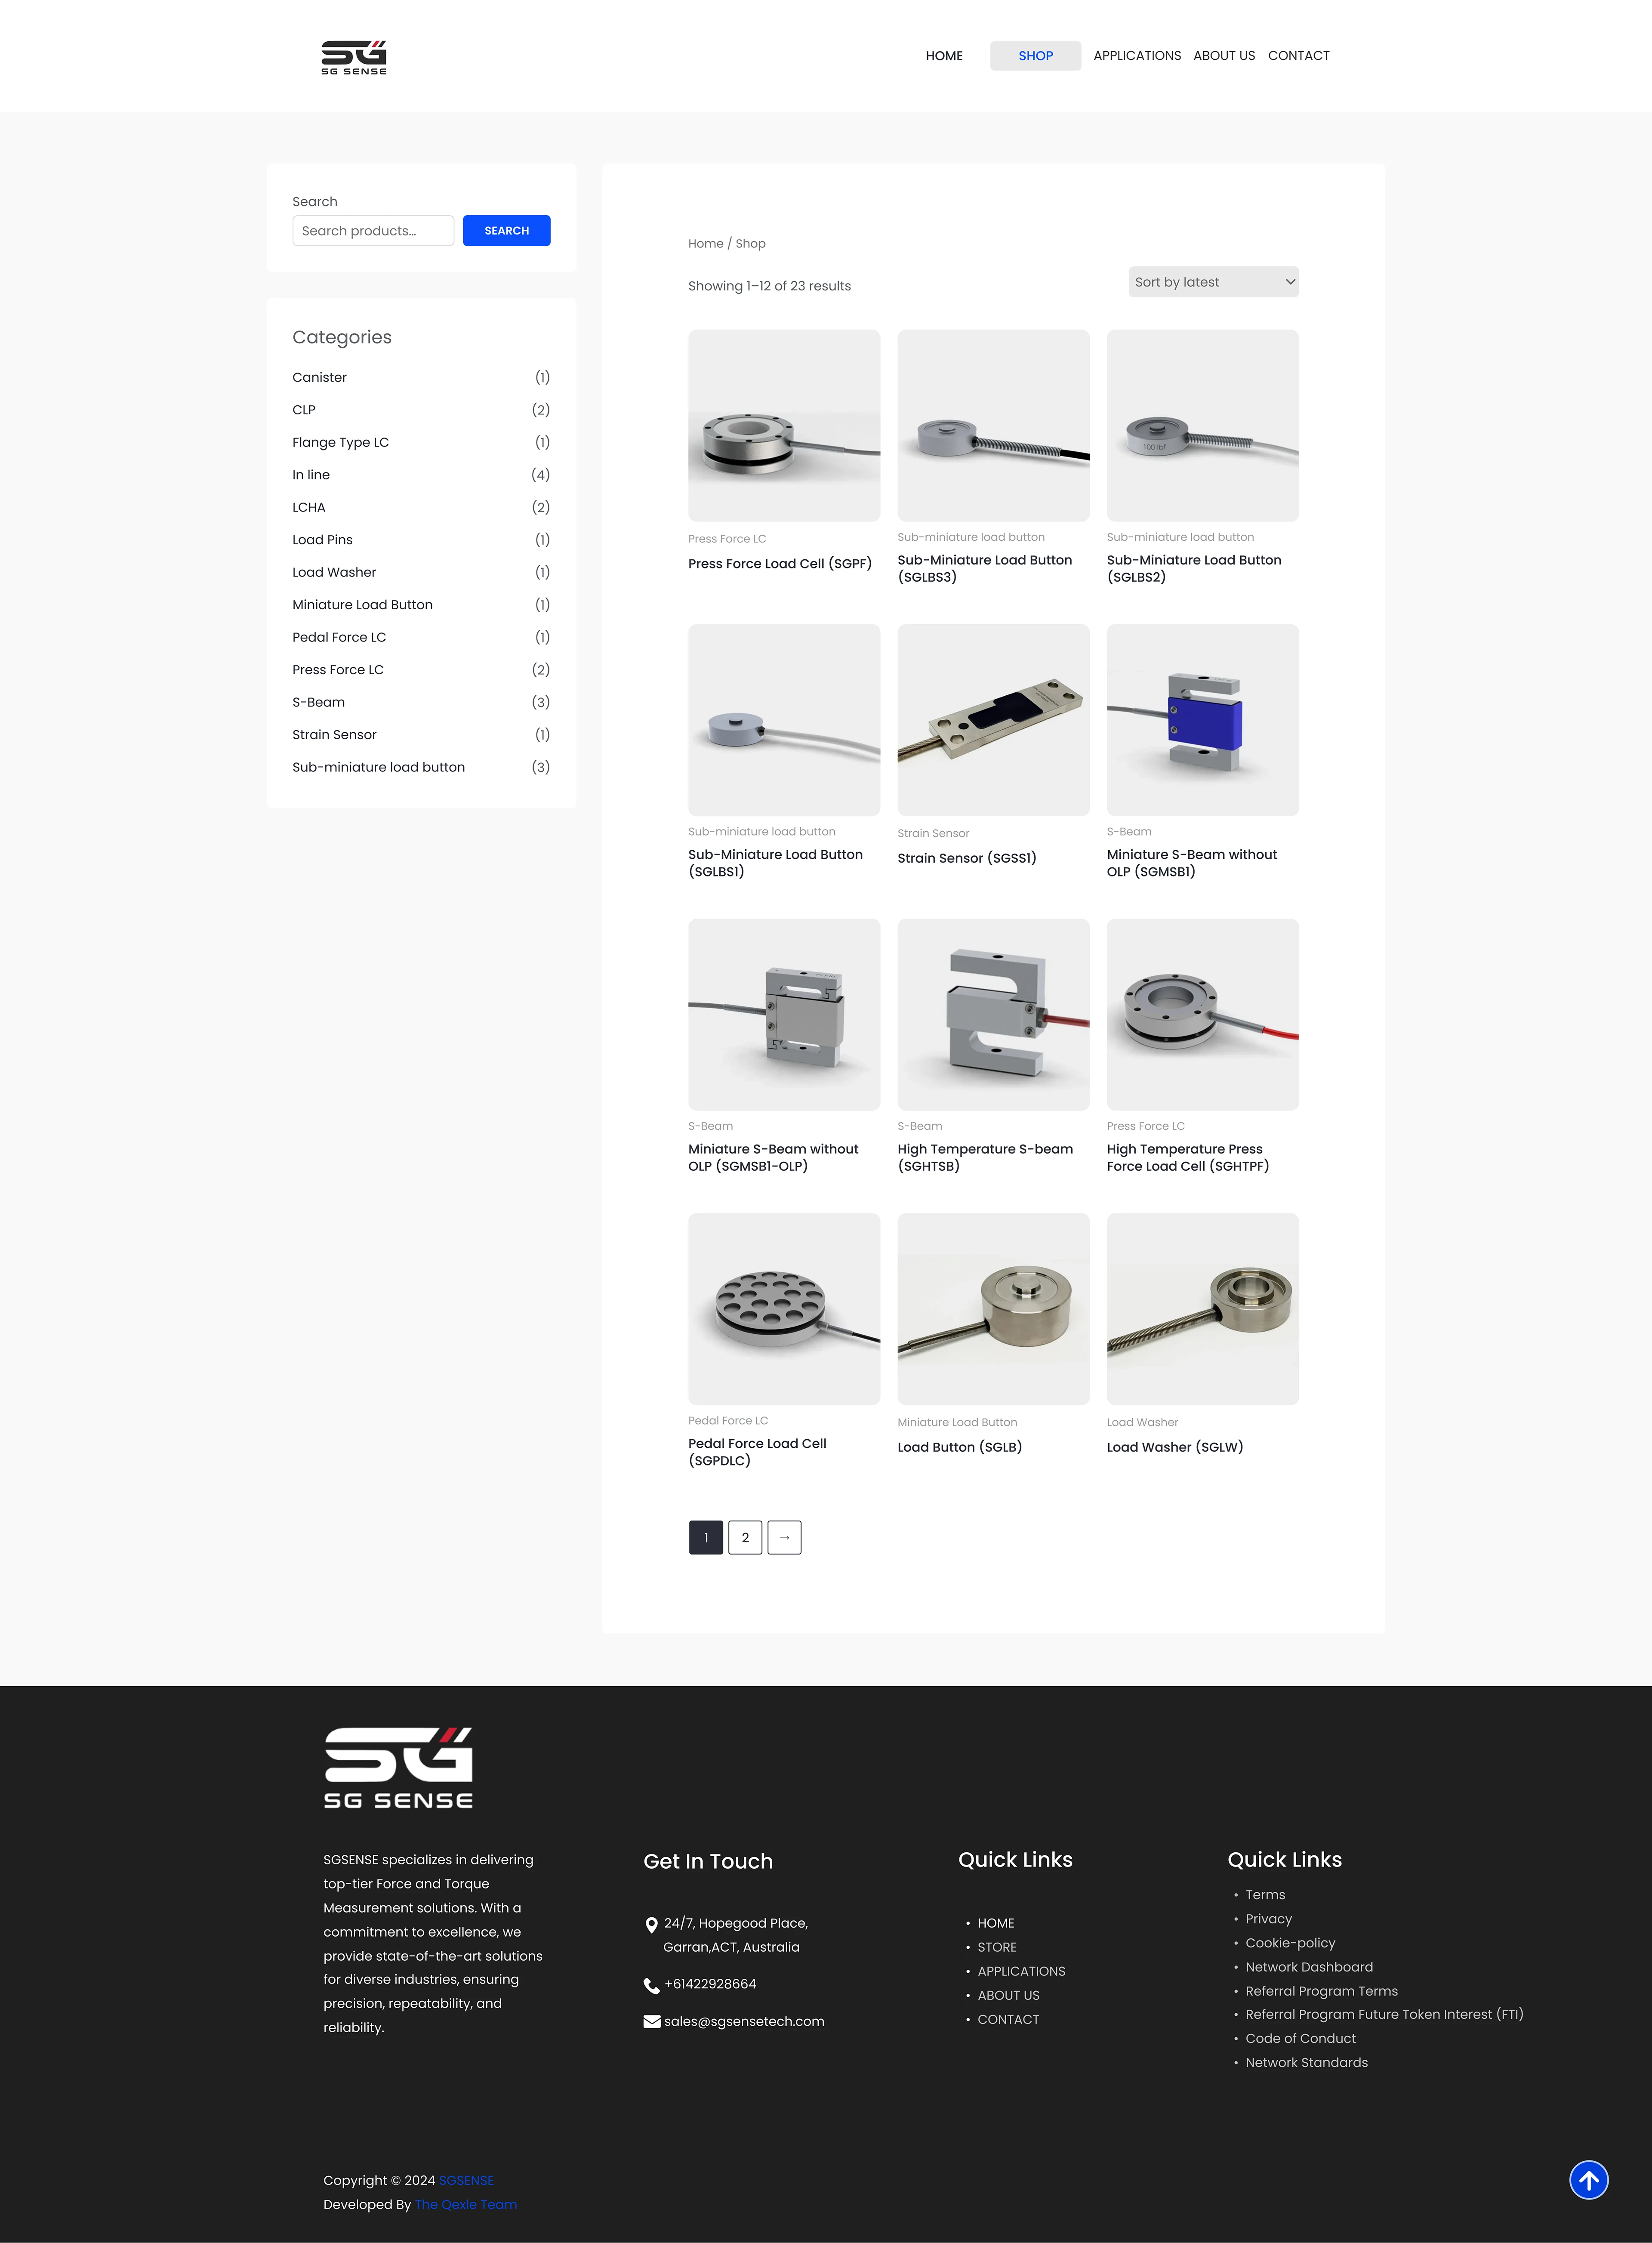 SG SENSE
HOME
SHOP
APPLICATIONS
ABOUT US
CONTACT
Search
Search products…
SEARCH
Categories
Canister (1)
CLP (2)
Flange Type LC (1)
In line (4)
LCHA (2)
Load Pins (1)
Load Washer (1)
Miniature Load Button (1)
Pedal Force LC (1)
Press Force LC (2)
S-Beam (3)
Strain Sensor (1)
Sub-miniature load button (3)
Home / Shop
Showing 1–12 of 23 results
Sort by latest
Press Force LC
Press Force Load Cell (SGPF)
Sub-miniature load button
Sub-Miniature Load Button
(SGLBS3)
100 lbf
Sub-miniature load button
Sub-Miniature Load Button
(SGLBS2)
Sub-miniature load button
Sub-Miniature Load Button
(SGLBS1)
Strain Sensor
Strain Sensor (SGSS1)
S-Beam
Miniature S-Beam without
OLP (SGMSB1)
S-Beam
Miniature S-Beam without
OLP (SGMSB1-OLP)
S-Beam
High Temperature S-beam
(SGHTSB)
Press Force LC
High Temperature Press
Force Load Cell (SGHTPF)
Pedal Force LC
Pedal Force Load Cell
(SGPDLC)
Miniature Load Button
Load Button (SGLB)
Load Washer
Load Washer (SGLW)
1
2
→
SG SENSE
SGSENSE specializes in delivering
top-tier Force and Torque
Measurement solutions. With a
commitment to excellence, we
provide state-of-the-art solutions
for diverse industries, ensuring
precision, repeatability, and
reliability.
Get In Touch
24/7, Hopegood Place,
Garran,ACT, Australia
+61422928664
sales@sgsensetech.com
Quick Links
• HOME
• STORE
• APPLICATIONS
• ABOUT US
• CONTACT
Quick Links
• Terms
• Privacy
• Cookie-policy
• Network Dashboard
• Referral Program Terms
• Referral Program Future Token Interest (FTI)
• Code of Conduct
• Network Standards
Copyright © 2024 SGSENSE
Developed By The Qexle Team